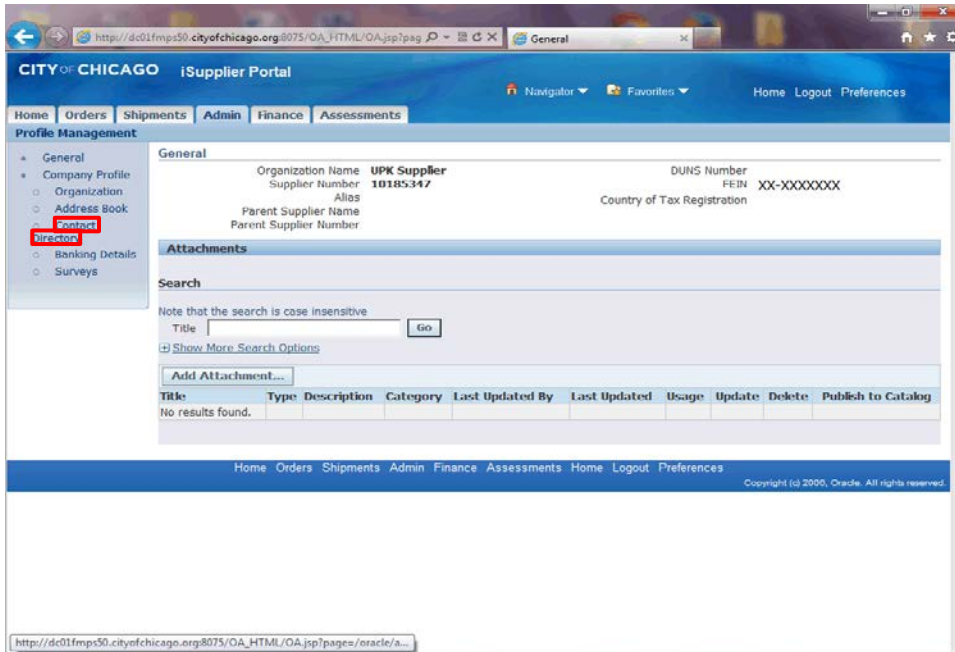 http://dc01fmps50.cityofchicago.org:8075/OA_HTML/OA.jsp?pag
General
CITY OF CHICAGO iSupplier Portal
Navigator Favorites Home Logout Preferences
Home Orders Shipments Admin Finance Assessments
Profile Management
General
Company Profile
Organization
Address Book
Contact
Directory
Banking Details
Surveys
General
Organization Name UPK Supplier
Supplier Number 10185347
Alias
Parent Supplier Name
Parent Supplier Number
DUNS Number
FEIN XX-XXXXXXX
Country of Tax Registration
Attachments
Search
Note that the search is case insensitive
Title Go
Show More Search Options
Add Attachment...
Title Type Description Category Last Updated By Last Updated Usage Update Delete Publish to Catalog
No results found.
Home Orders Shipments Admin Finance Assessments Home Logout Preferences
Copyright (c) 2006, Oracle. All rights reserved.
http://dc01fmps50.cityofchicago.org:8075/OA_HTML/OA.jsp?page=/oracle/a...